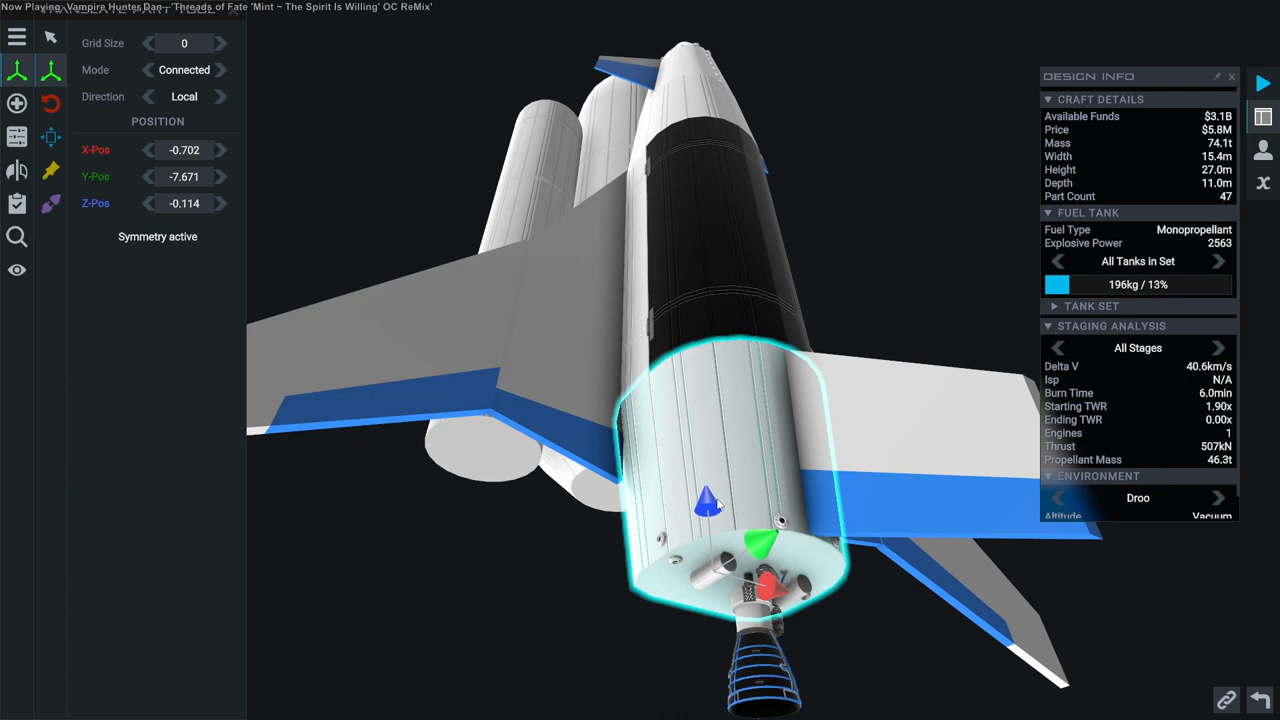 Now Playing: Vampire Hunter Dan - 'Threads of Fate 'Mint ~ The Spirit Is Willing' OC ReMix'
TRANSLATE PART TOOL
Grid Size 0
Mode Connected
Direction Local
POSITION
X-Pos -0.702
Y-Pos -7.671
Z-Pos -0.114
Symmetry active
DESIGN INFO
CRAFT DETAILS
Available Funds $3.1B
Price $5.8M
Mass 74.1t
Width 15.4m
Height 27.0m
Depth 11.0m
Part Count 47
FUEL TANK
Fuel Type Monopropellant
Explosive Power 2563
All Tanks in Set
196kg / 13%
TANK SET
STAGING ANALYSIS
All Stages
Delta V 40.6km/s
Isp N/A
Burn Time 6.0min
Starting TWR 1.90x
Ending TWR 0.00x
Engines 1
Thrust 507kN
Propellant Mass 46.3t
ENVIRONMENT
Droo
Altitude Vacuum